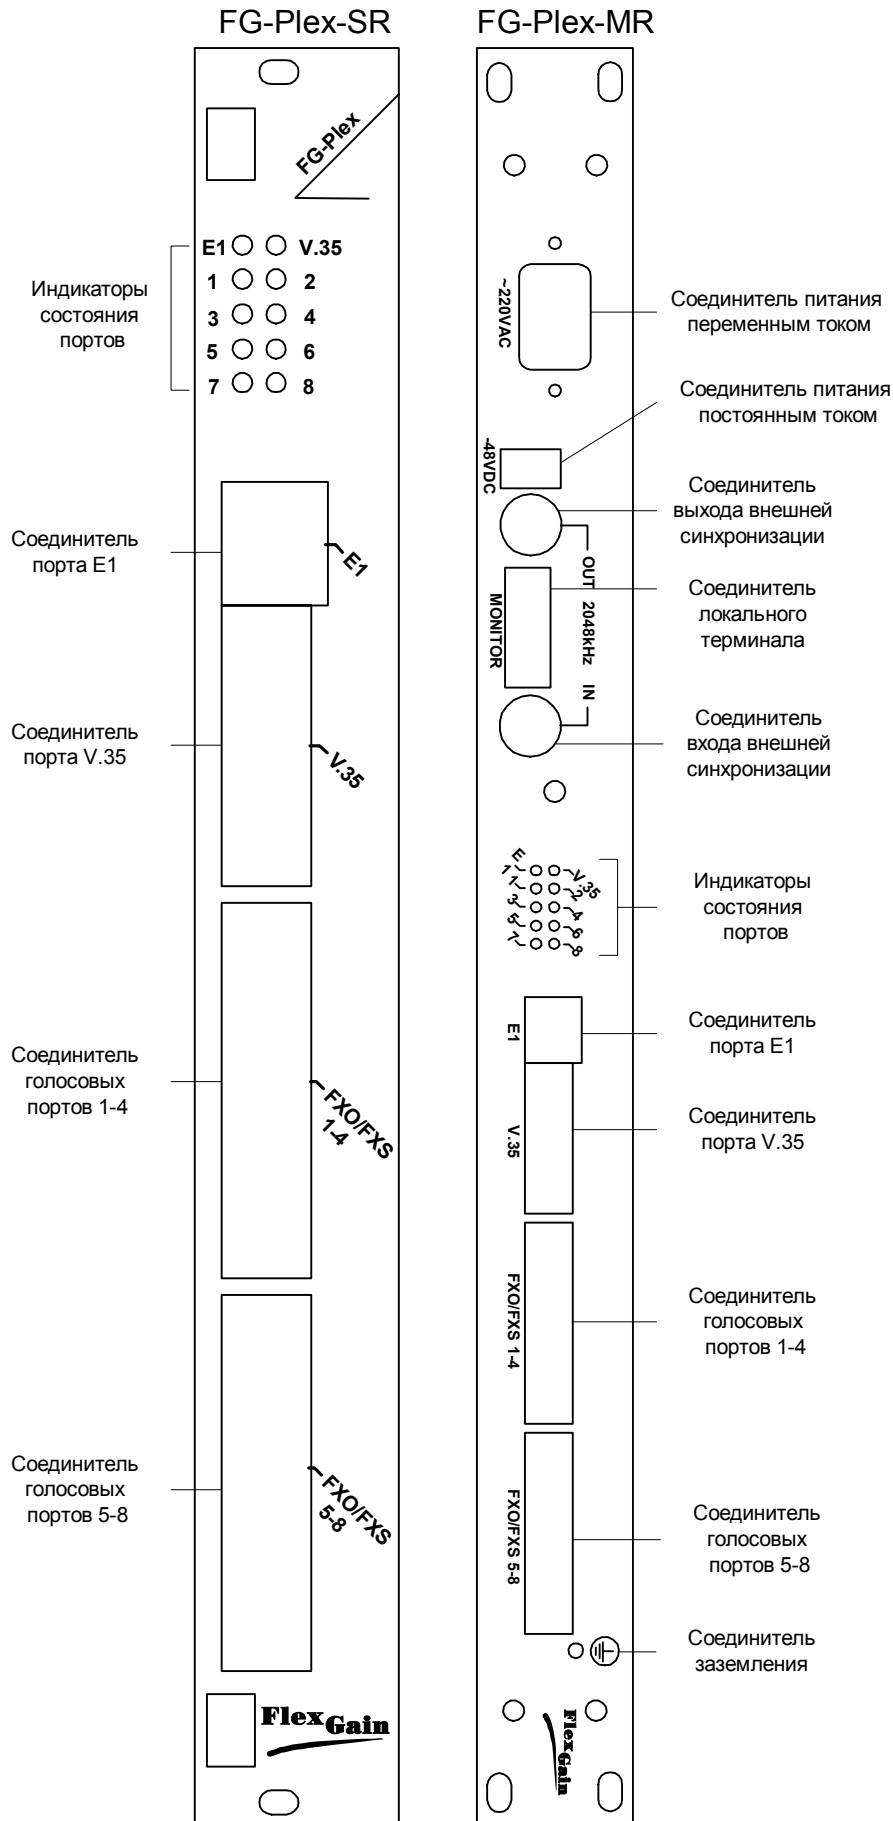 FG-Plex-SR
FG-Plex
E1
V.35
1
2
3
4
5
6
7
8
Индикаторы
состояния
портов
Соединитель
порта E1
E1
Соединитель
порта V.35
V.35
Соединитель
голосовых
портов 1-4
FXO/FXS
1-4
Соединитель
голосовых
портов 5-8
FXO/FXS
5-8
FlexGain
FG-Plex-MR
~220VAC
Соединитель питания
переменным током
-48VDC
Соединитель питания
постоянным током
Соединитель
выхода внешней
синхронизации
OUT 2048kHz IN
MONITOR
Соединитель
локального
терминала
Соединитель
входа внешней
синхронизации
E
1
V.35
1
2
3
4
5
6
7
8
Индикаторы
состояния
портов
E1
Соединитель
порта E1
V.35
Соединитель
порта V.35
FXO/FXS 1-4
Соединитель
голосовых
портов 1-4
FXO/FXS 5-8
Соединитель
голосовых
портов 5-8
Соединитель
заземления
FlexGain